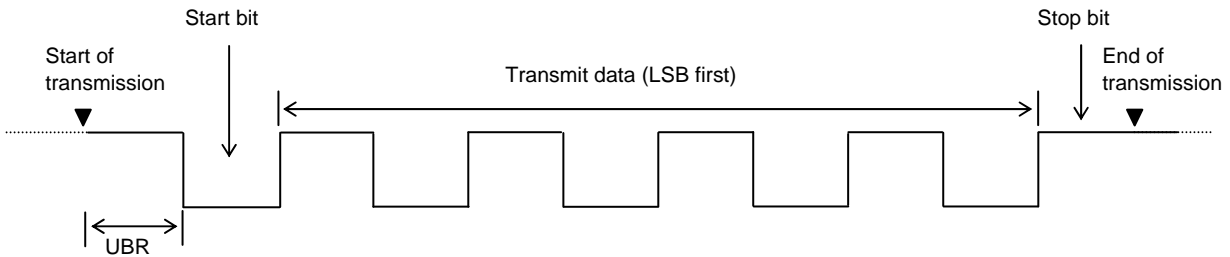 Start bit
Stop bit
Start of
transmission
End of
transmission
Transmit data (LSB first)
UBR